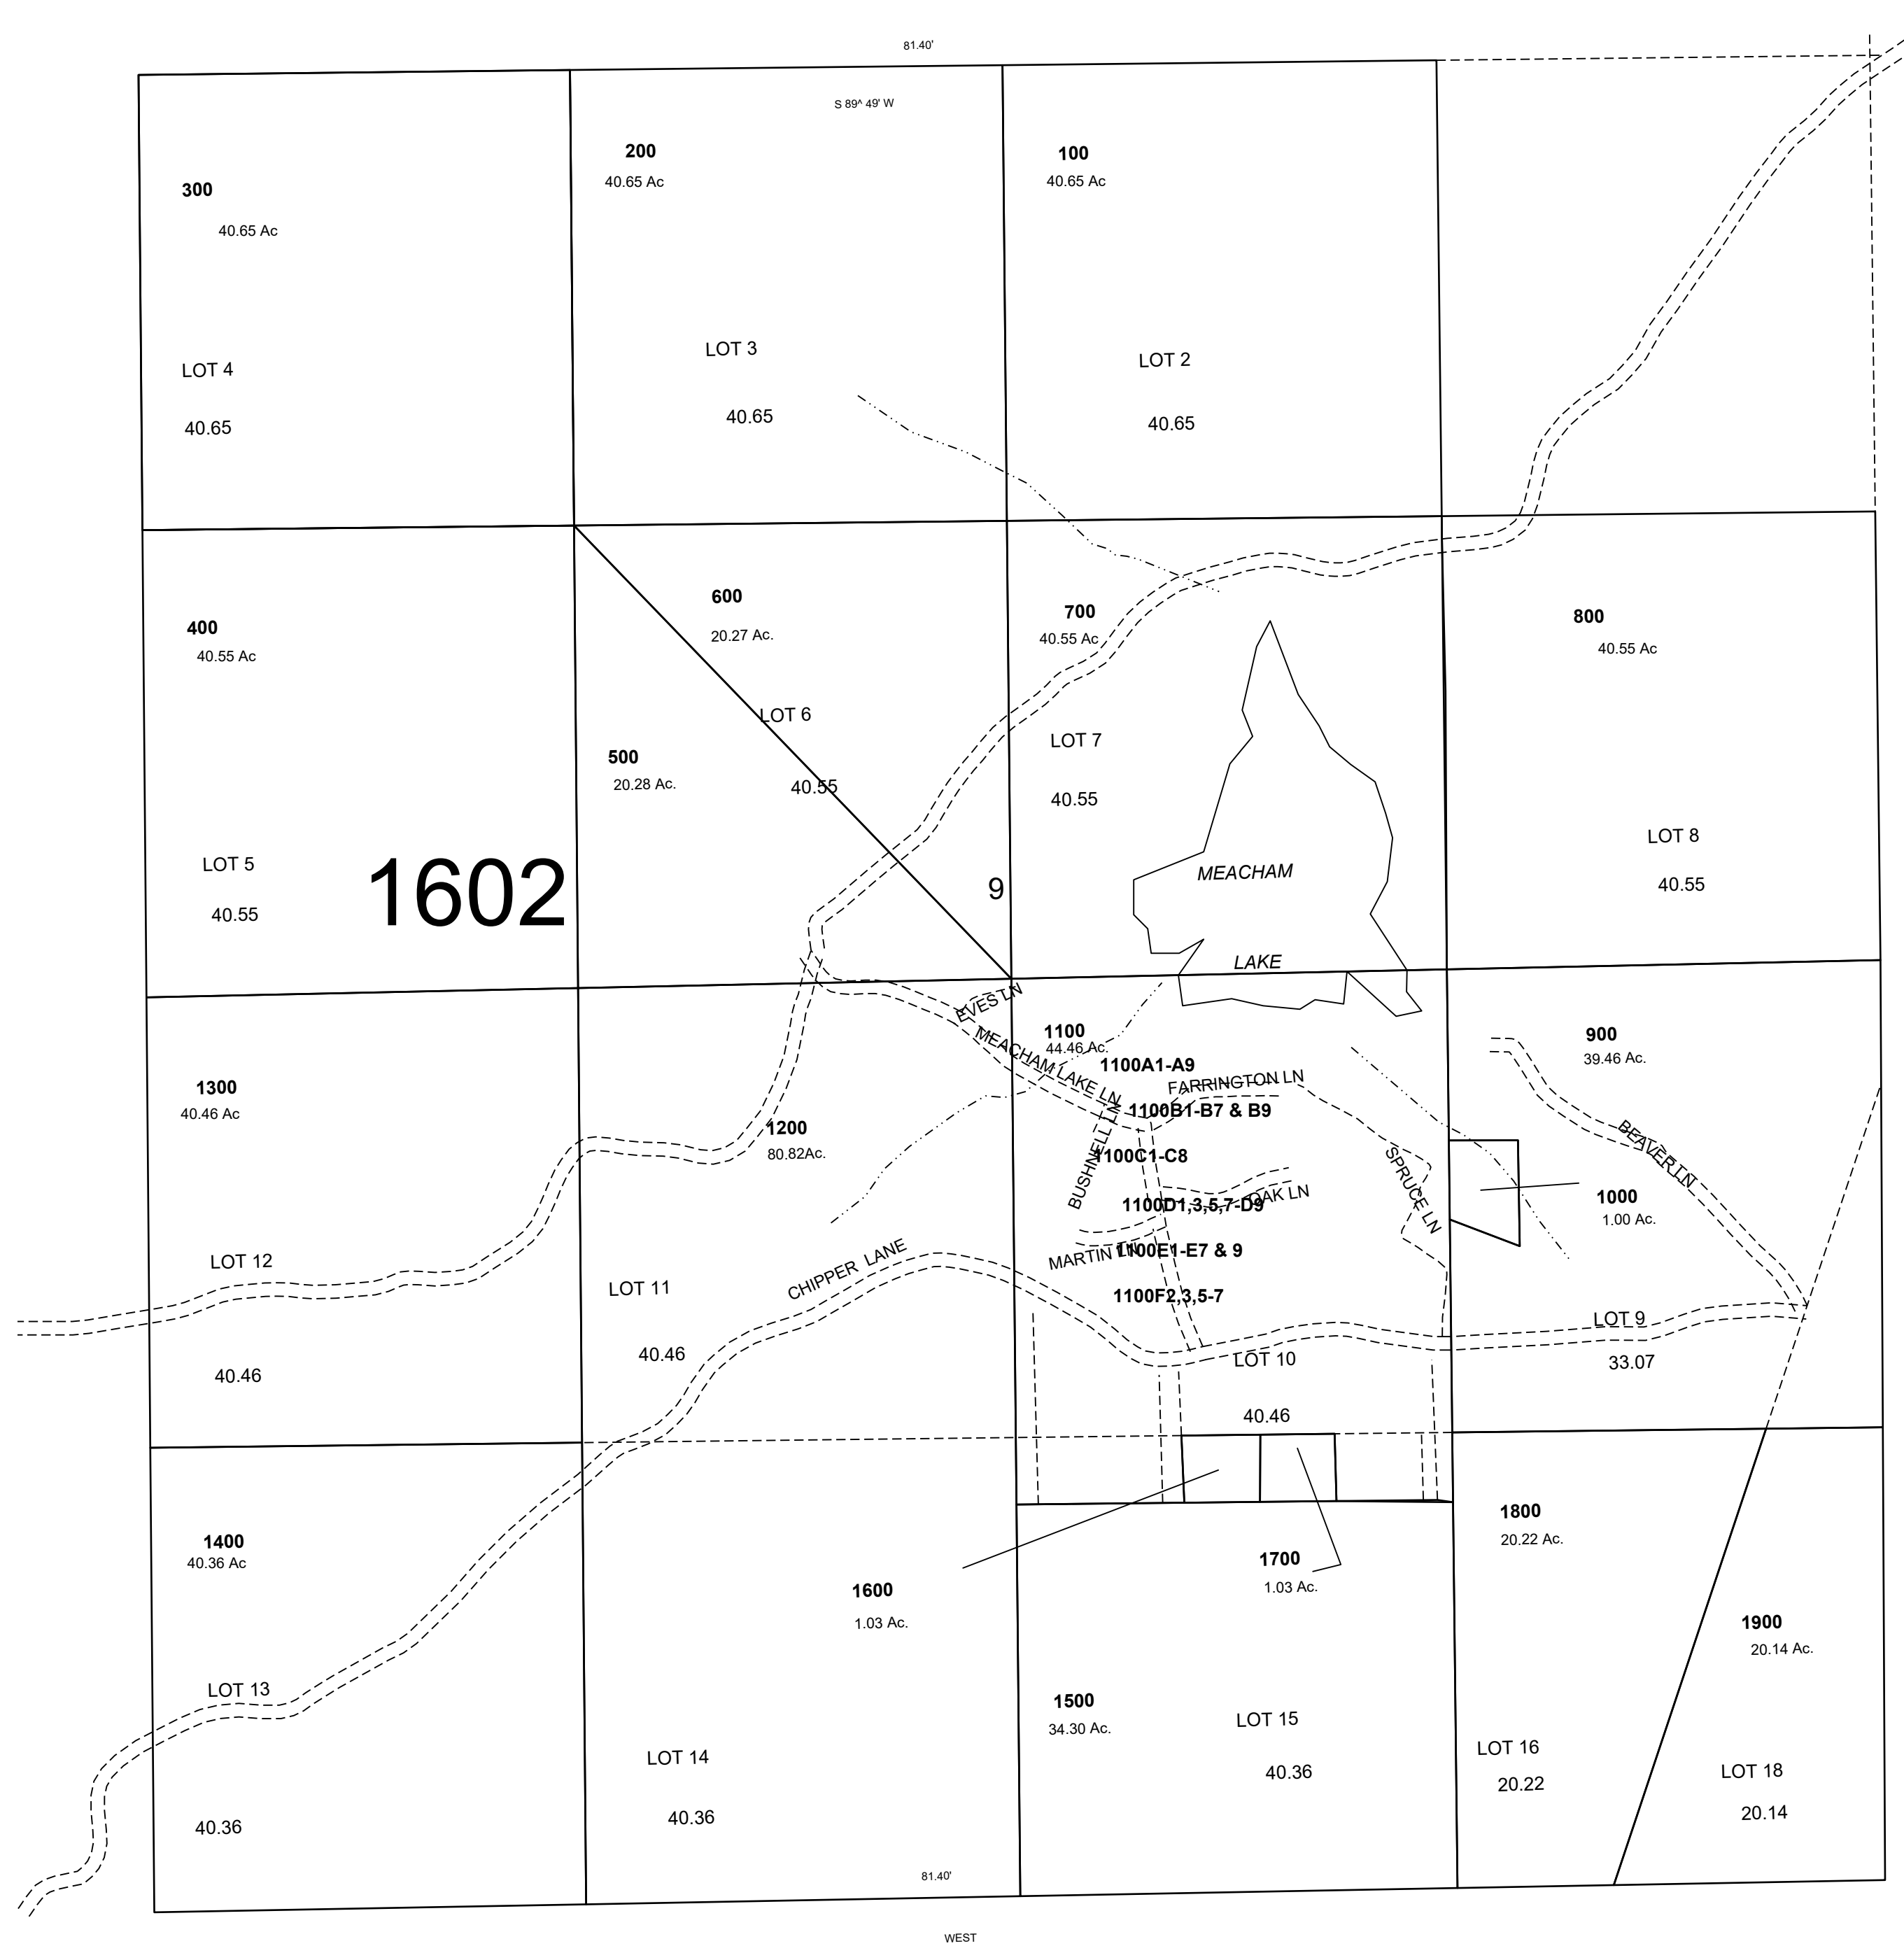 81.40'
S 89^ 49' W
300
40.65 Ac
LOT 4
40.65
200
40.65 Ac
LOT 3
40.65
100
40.65 Ac
LOT 2
40.65
400
40.55 Ac
LOT 5
40.55
1602
600
20.27 Ac.
LOT 6
40.55
500
20.28 Ac.
9
700
40.55 Ac
LOT 7
40.55
MEACHAM
LAKE
800
40.55 Ac
LOT 8
40.55
1300
40.46 Ac
LOT 12
40.46
1200
80.82Ac.
LOT 11
40.46
CHIPPER LANE
EVES LN
MEACHAM LAKE LN
1100
44.46 Ac.
1100A1-A9
FARRINGTON LN
1100B1-B7 & B9
BUSHNELL LN
1100C1-C8
1100D1,3,5,7-D9
OAK LN
MARTIN LN
1100E1-E7 & 9
1100F2,3,5-7
SPRUCE LN
LOT 10
40.46
900
39.46 Ac.
BEAVER LN
1000
1.00 Ac.
LOT 9
33.07
1400
40.36 Ac
LOT 13
40.36
1600
1.03 Ac.
LOT 14
40.36
1700
1.03 Ac.
1500
34.30 Ac.
LOT 15
40.36
1800
20.22 Ac.
LOT 16
20.22
1900
20.14 Ac.
LOT 18
20.14
81.40'
WEST